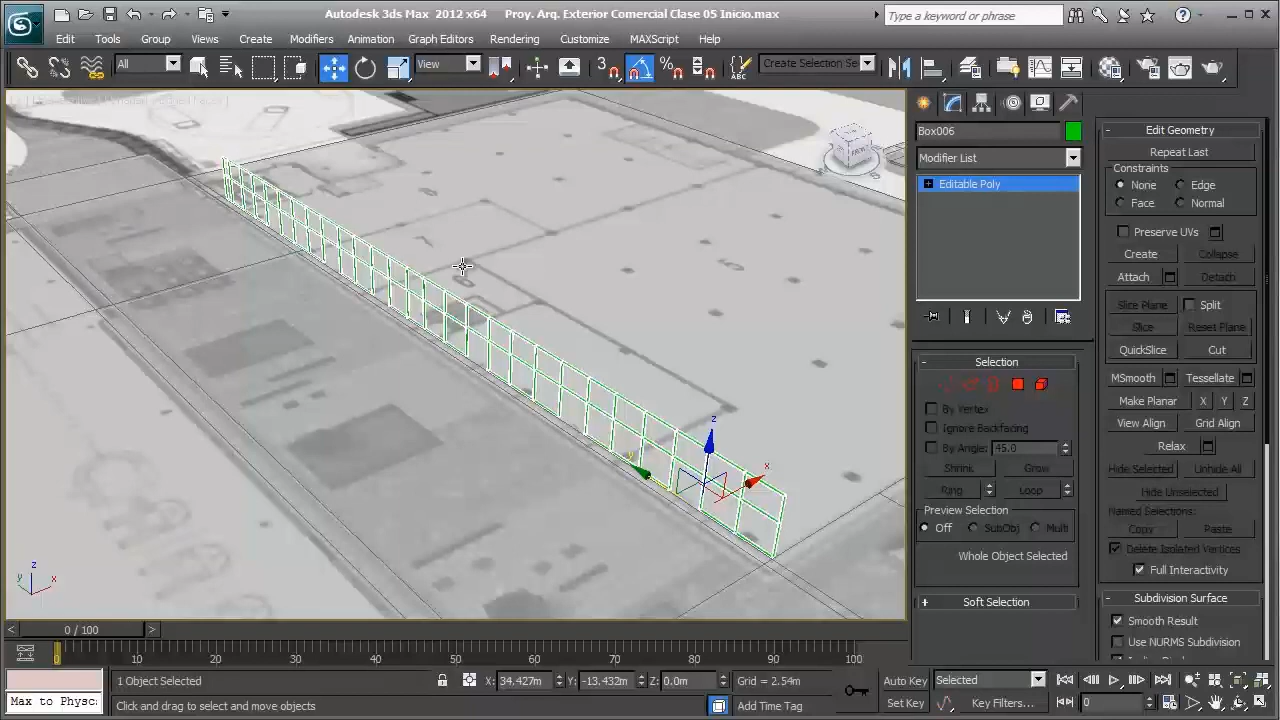 Autodesk 3ds Max 2012 x64 Proy. Arq. Exterior Comercial Clase 05 Inicio.max
Type a keyword or phrase
Edit Tools Group Views Create Modifiers Animation Graph Editors Rendering Customize MAXScript Help
All View 3 Create Selection Se
Box006
Modifier List
Editable Poly
Edit Geometry
Repeat Last
Constraints
None Edge
Face Normal
Preserve UVs
Create Collapse
Attach Detach
Slice Plane Split
Slice Reset Plane
QuickSlice Cut
MSmooth Tessellate
Make Planar X Y Z
View Align Grid Align
Relax
Hide Selected Unhide All
Hide Unselected
Named Selections:
Copy Paste
Delete Isolated Vertices
Full Interactivity
Subdivision Surface
Smooth Result
Use NURMS Subdivision
Selection
By Vertex
Ignore Backfacing
By Angle: 45.0
Shrink Grow
Ring Loop
Preview Selection
Off SubObj Multi
Whole Object Selected
Soft Selection
z
x
y
z
y x
0 / 100
0 10 20 30 40 50 60 70 80 90 100
1 Object Selected X: 34.427m Y: -13.432m Z: 0.0m Grid = 2.54m Auto Key Selected
Max to Physc Click and drag to select and move objects Add Time Tag Set Key Key Filters... 0